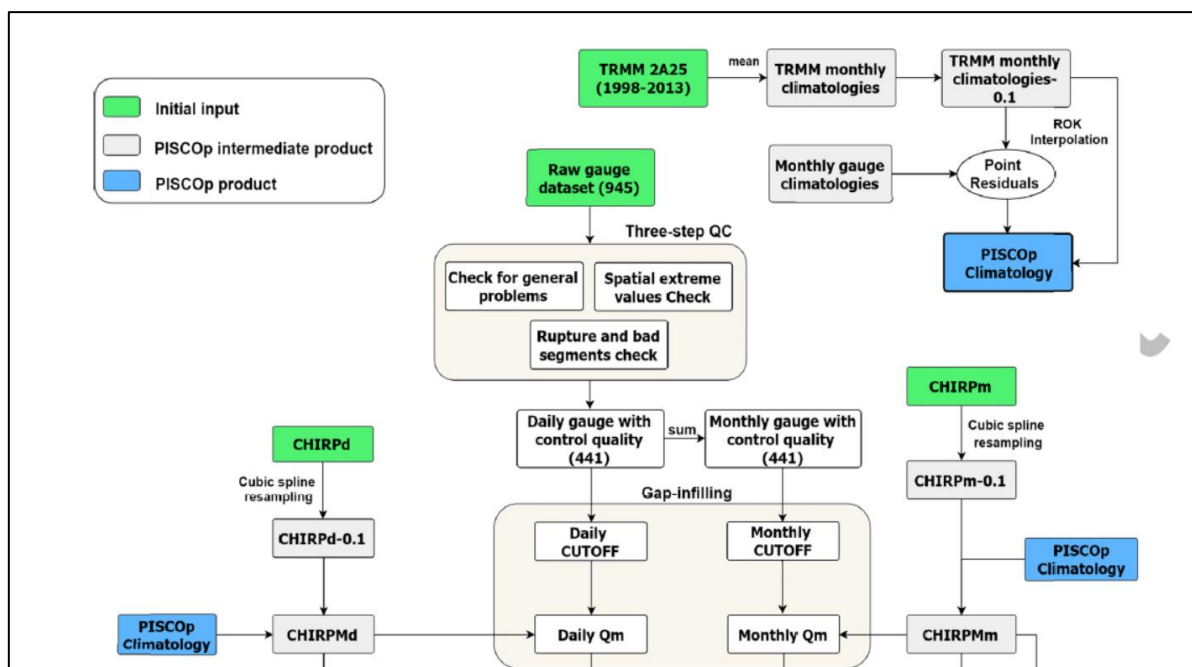 Initial input
PISCOp intermediate product
PISCOp product
TRMM 2A25
(1998-2013)
mean
TRMM monthly
climatologies
TRMM monthly
climatologies-
0.1
ROK
Interpolation
Monthly gauge
climatologies
Point
Residuals
PISCOp
Climatology
Raw gauge
dataset (945)
Three-step QC
Check for general
problems
Spatial extreme
values Check
Rupture and bad
segments check
Daily gauge with
control quality
(441)
sum
Monthly gauge with
control quality
(441)
CHIRPd
Cubic spline
resampling
CHIRPd-0.1
PISCOp
Climatology
CHIRPMd
Gap-infilling
Daily
CUTOFF
Monthly
CUTOFF
Daily Qm
Monthly Qm
CHIRPm
Cubic spline
resampling
CHIRPm-0.1
PISCOp
Climatology
CHIRPMm